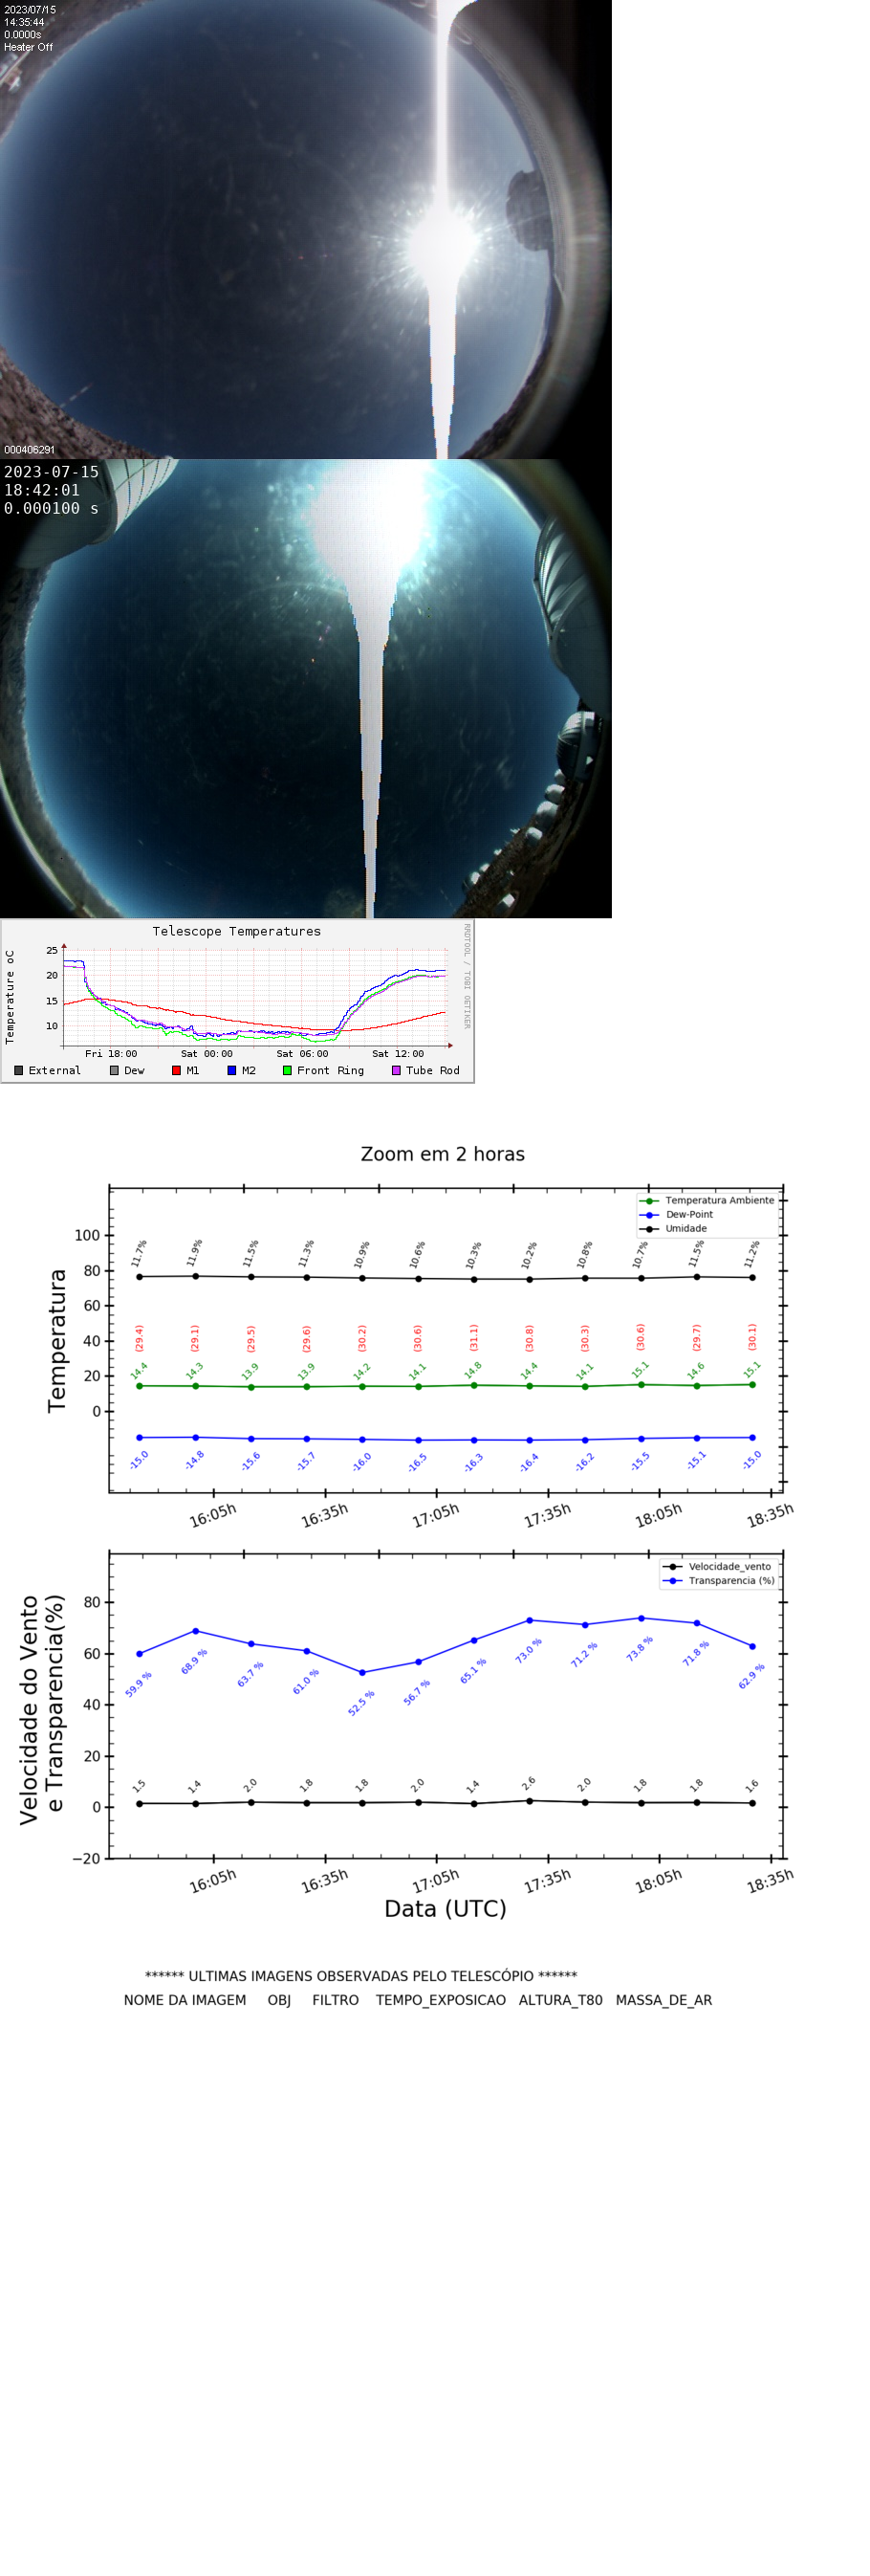 2023/07/15
14:35:44
0.0000s
Heater Off
000406291
2023-07-15
18:42:01
0.000100 s
Telescope Temperatures
RRDTOOL / TOBI OETIKER
Temperature oC
25
20
15
10
Fri 18:00 Sat 00:00 Sat 06:00 Sat 12:00
External Dew M1 M2 Front Ring Tube Rod
Zoom em 2 horas
Temperatura Ambiente
Dew-Point
Umidade
Temperatura
100
80
60
40
20
0
11.7% 11.9% 11.5% 11.3% 10.9% 10.6% 10.3% 10.2% 10.8% 10.7% 11.5% 11.2%
(29.4) (29.1) (29.5) (29.6) (30.2) (30.6) (31.1) (30.8) (30.3) (30.6) (29.7) (30.1)
14.4 14.3 13.9 13.9 14.2 14.1 14.8 14.4 14.1 15.1 14.6 15.1
-15.0 -14.8 -15.6 -15.7 -16.0 -16.5 -16.3 -16.4 -16.2 -15.5 -15.1 -15.0
16:05h 16:35h 17:05h 17:35h 18:05h 18:35h
Velocidade_vento
Transparencia (%)
Velocidade do Vento
e Transparencia(%)
80
60
40
20
0
−20
59.9 % 68.9 % 63.7 % 61.0 % 52.5 % 56.7 % 65.1 % 73.0 % 71.2 % 73.8 % 71.8 % 62.9 %
1.5 1.4 2.0 1.8 1.8 2.0 1.4 2.6 2.0 1.8 1.8 1.6
16:05h 16:35h 17:05h 17:35h 18:05h 18:35h
Data (UTC)
****** ULTIMAS IMAGENS OBSERVADAS PELO TELESCÓPIO ******
NOME DA IMAGEM OBJ FILTRO TEMPO_EXPOSICAO ALTURA_T80 MASSA_DE_AR